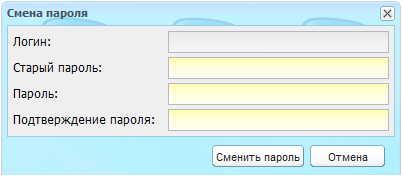 Смена пароля
Логин:
Старый пароль:
Пароль:
Подтверждение пароля:
Сменить пароль
Отмена